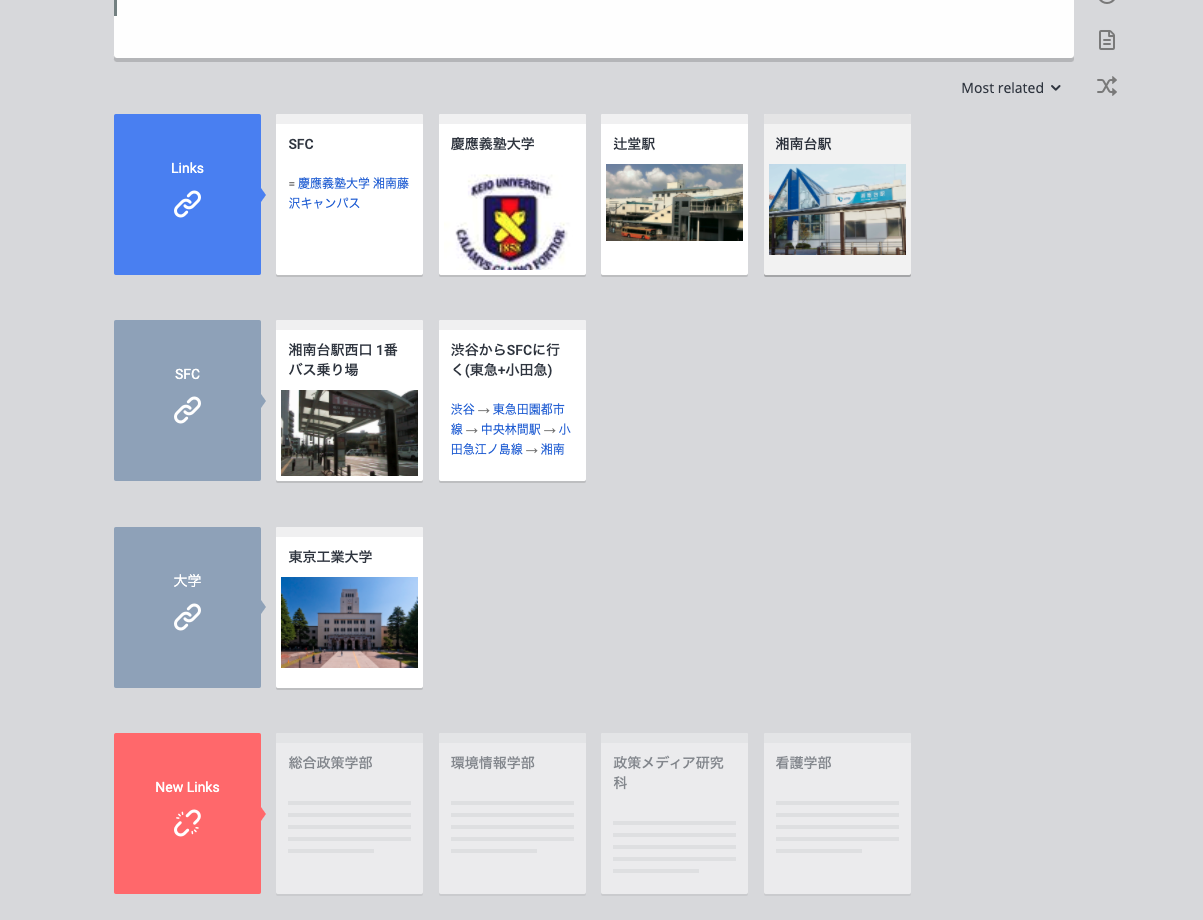 Most related
Links
SFC
= 慶應義塾大学 湘南藤
沢キャンパス
慶應義塾大学
KEIO UNIVERSITY
1858
CALAMVS GLADIO FORTIOR
辻堂駅
湘南台駅
SFC
湘南台駅西口 1番
バス乗り場
渋谷からSFCに行
く(東急+小田急)
渋谷 → 東急田園都市
線 → 中央林間駅 → 小
田急江ノ島線 → 湘南
大学
東京工業大学
New Links
総合政策学部
環境情報学部
政策メディア研究
科
看護学部